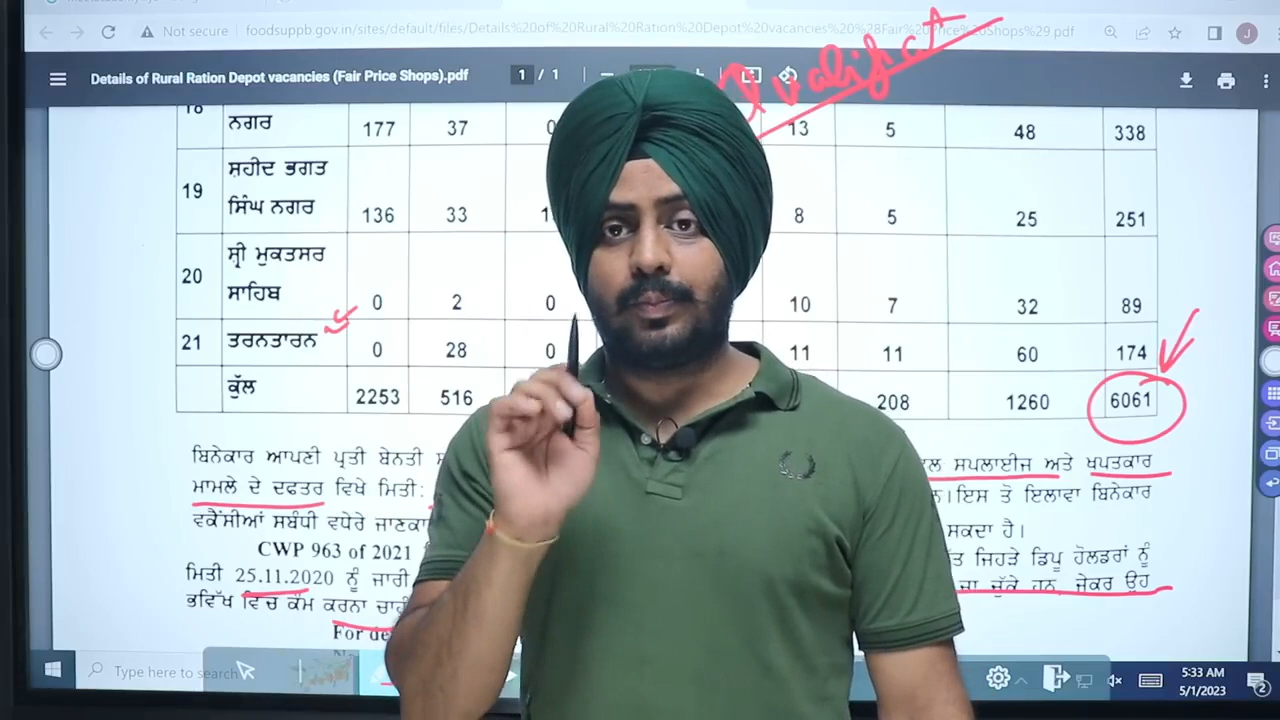 Not secure foodsuppb.gov.in/sites/default/files/Details%20of%20Rural%20Ration%20Depot%20vacancies%20%28Fair%20Price%20Shops%29.pdf
Details of Rural Ration Depot vacancies (Fair Price Shops).pdf 1 / 1
18 ਨਗਰ 177 37 0 13 5 48 338
19 ਸ਼ਹੀਦ ਭਗਤ
ਸਿੰਘ ਨਗਰ 136 33 8 5 25 251
20 ਸ੍ਰੀ ਮੁਕਤਸਰ
ਸਾਹਿਬ 0 2 0 10 7 32 89
21 ਤਰਨਤਾਰਨ 0 28 0 11 11 60 174
ਕੁੱਲ 2253 516 208 1260 6061
ਬਿਨੇਕਾਰ ਆਪਣੀ ਪ੍ਰਤੀ ਬੇਨਤੀ ਸਪਲਾਈਜ਼ ਅਤੇ ਖਪਤਕਾਰ
ਮਾਮਲੇ ਦੇ ਦਫਤਰ ਵਿਖੇ ਮਿਤੀ: ਇਸ ਤੋ ਇਲਾਵਾ ਬਿਨੇਕਾਰ
ਵਕੈਂਸੀਆਂ ਸਬੰਧੀ ਵਧੇਰੇ ਸਕਦਾ ਹੈ।
CWP 963 of 2021 ਜਿਹੜੇ ਡਿਪੂ ਹੋਲਡਰਾਂ ਨੂੰ
ਮਿਤੀ 25.11.2020 ਨੂੰ ਜਾਰੀ ਜਾ ਚੁੱਕੇ ਹਨ, ਜੇਕਰ ਉਹ
ਭਵਿੱਖ ਵਿੱਚ ਕੰਮ ਕਰਨਾ
For
Type here to search
5:33 AM
5/1/2023